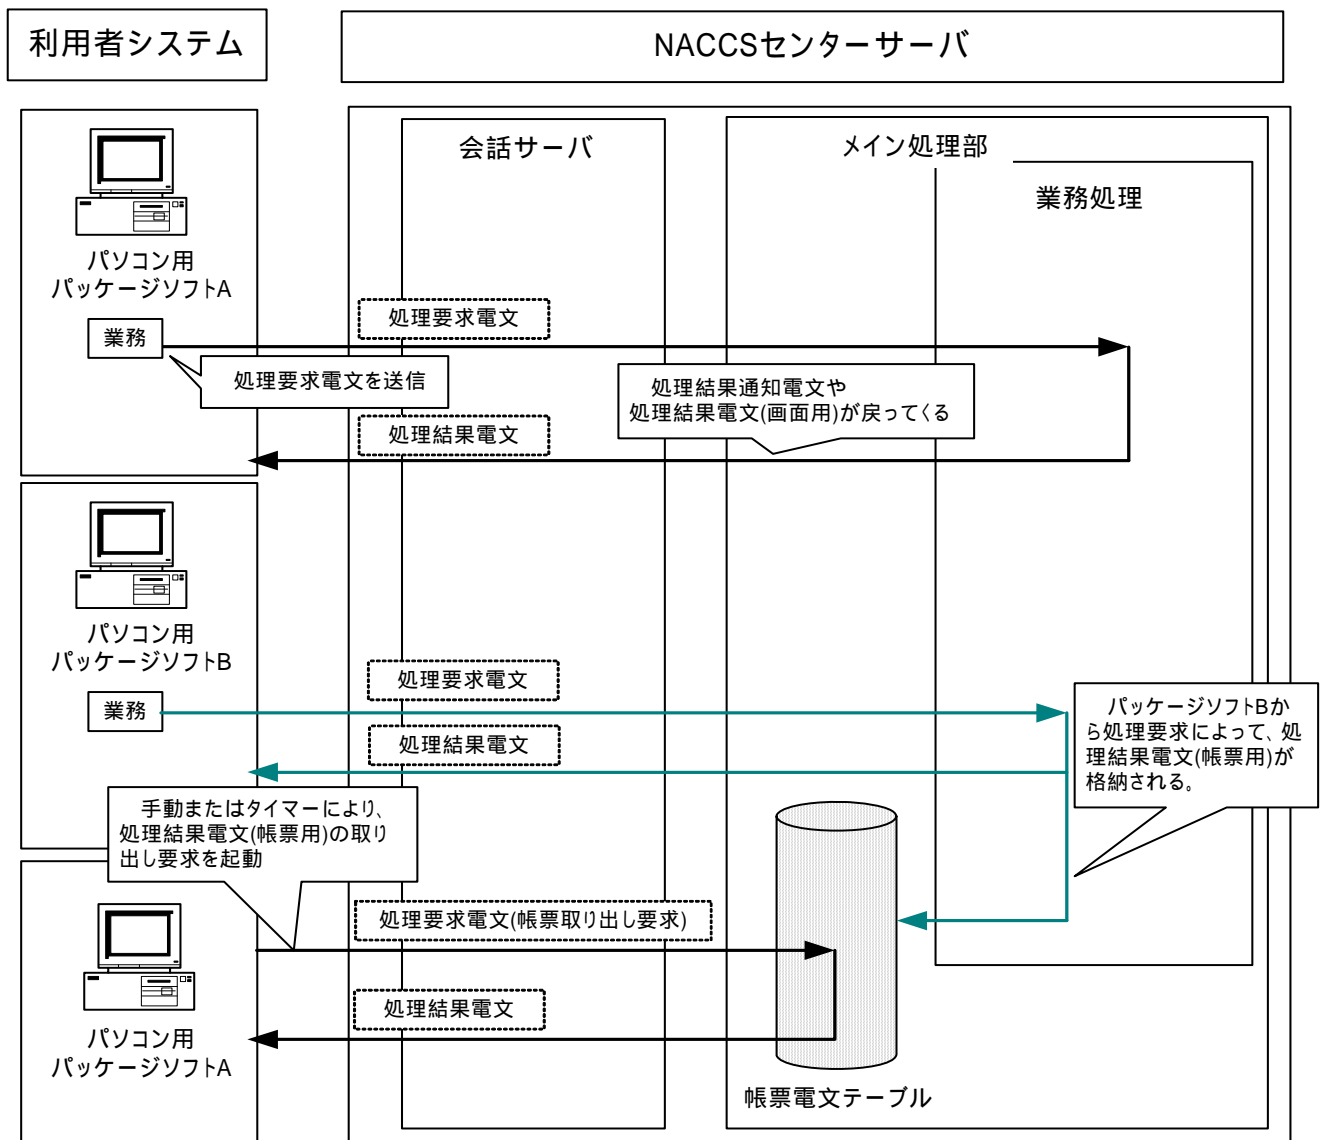 利用者システム
NACCSセンターサーバ
会話サーバ
メイン処理部
業務処理
パソコン用
パッケージソフトA
業務
処理要求電文
処理要求電文を送信
処理結果通知電文や
処理結果電文(画面用)が戻ってくる
処理結果電文
パソコン用
パッケージソフトB
業務
処理要求電文
処理結果電文
パッケージソフトBか
ら処理要求によって、処
理結果電文(帳票用)が
格納される。
手動またはタイマーにより、
処理結果電文(帳票用)の取り
出し要求を起動
処理要求電文(帳票取り出し要求)
処理結果電文
パソコン用
パッケージソフトA
帳票電文テーブル